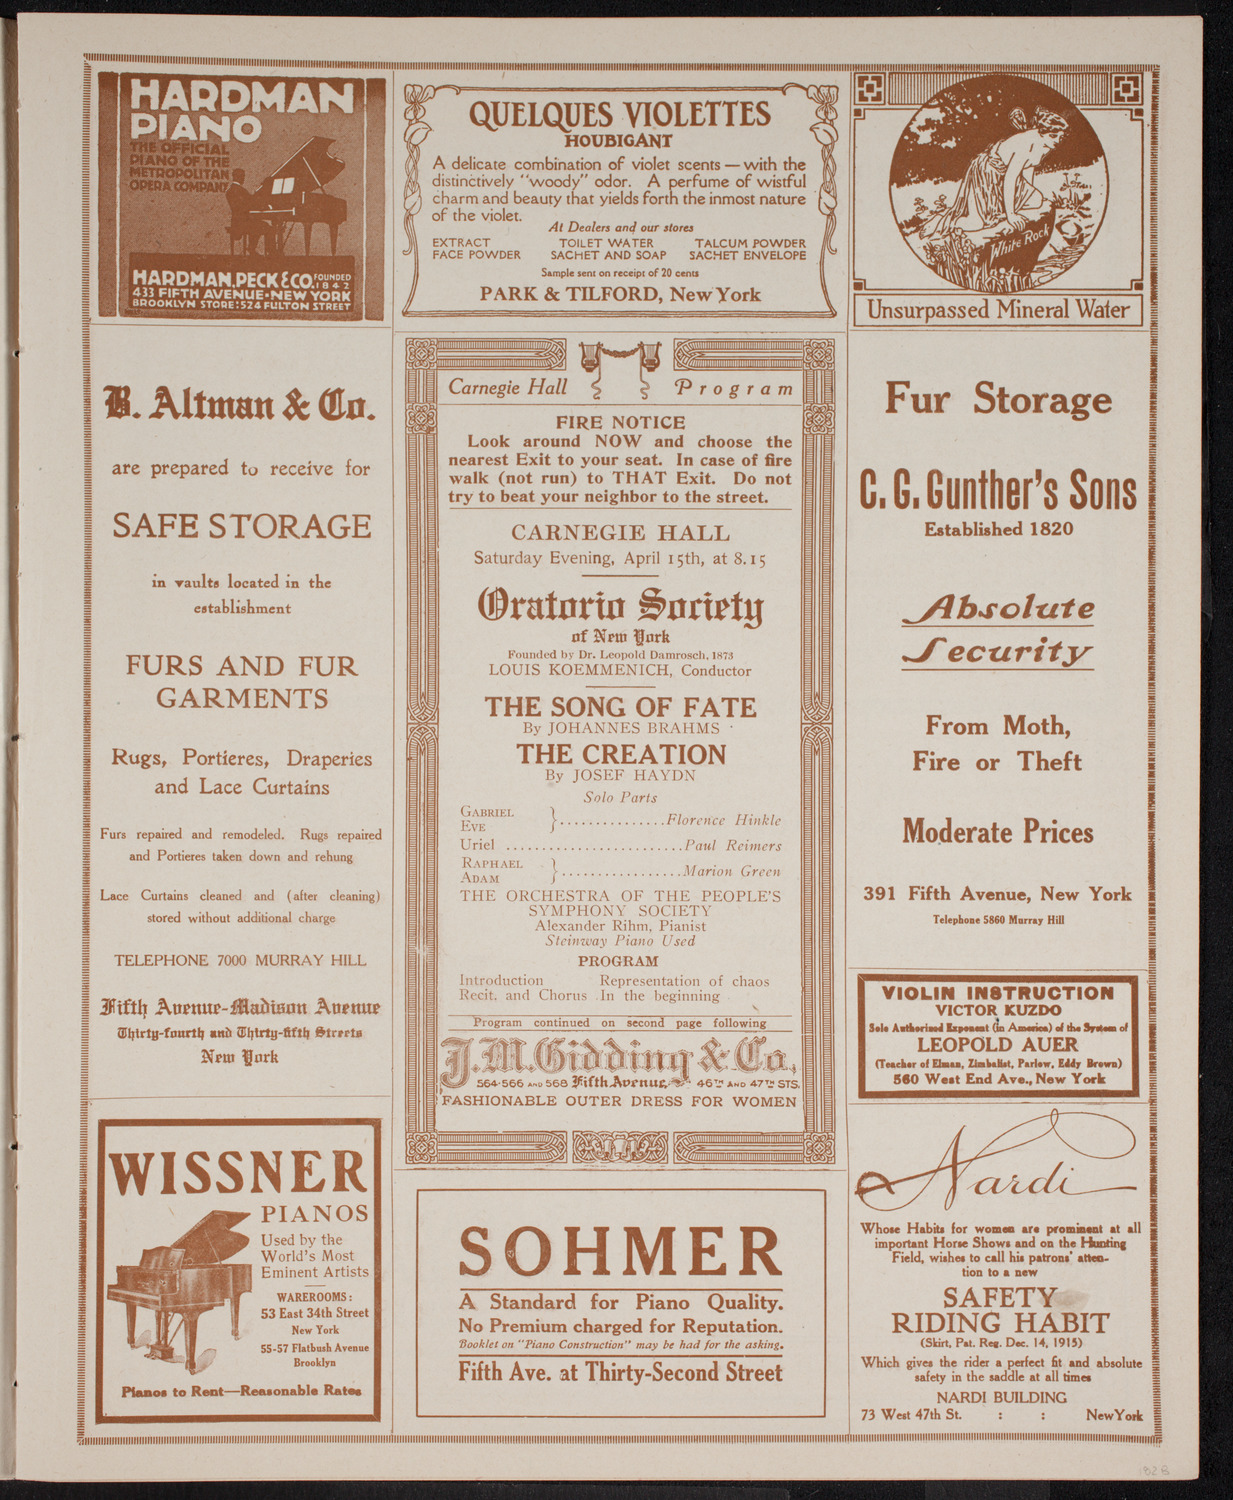 HARDMAN
PIANO
THE OFFICIAL
PIANO OF THE
METROPOLITAN
OPERA COMPANY
HARDMAN, PECK & CO. FOUNDED 1842
433 FIFTH AVENUE • NEW YORK
BROOKLYN STORE: 524 FULTON STREET
QUELQUES VIOLETTES
HOUBIGANT
A delicate combination of violet scents — with the
distinctively "woody" odor. A perfume of wistful
charm and beauty that yields forth the inmost nature
of the violet.
At Dealers and our stores
EXTRACT TOILET WATER TALCUM POWDER
FACE POWDER SACHET AND SOAP SACHET ENVELOPE
Sample sent on receipt of 20 cents
PARK & TILFORD, New York
White Rock
Unsurpassed Mineral Water
B. Altman & Co.
are prepared to receive for
SAFE STORAGE
in vaults located in the
establishment
FURS AND FUR
GARMENTS
Rugs, Portieres, Draperies
and Lace Curtains
Furs repaired and remodeled. Rugs repaired
and Portieres taken down and rehung
Lace Curtains cleaned and (after cleaning)
stored without additional charge
TELEPHONE 7000 MURRAY HILL
Fifth Avenue-Madison Avenue
Thirty-fourth and Thirty-fifth Streets
New York
WISSNER
PIANOS
Used by the
World's Most
Eminent Artists
WAREROOMS:
53 East 34th Street
New York
55-57 Flatbush Avenue
Brooklyn
Pianos to Rent—Reasonable Rates
Carnegie Hall Program
FIRE NOTICE
Look around NOW and choose the
nearest Exit to your seat. In case of fire
walk (not run) to THAT Exit. Do not
try to beat your neighbor to the street.
CARNEGIE HALL
Saturday Evening, April 15th, at 8.15
Oratorio Society
of New York
Founded by Dr. Leopold Damrosch, 1873
LOUIS KOEMMENICH, Conductor
THE SONG OF FATE
By JOHANNES BRAHMS
THE CREATION
By JOSEF HAYDN
Solo Parts
GABRIEL
EVE } ...............Florence Hinkle
Uriel .........................Paul Reimers
RAPHAEL
ADAM } .................Marion Green
THE ORCHESTRA OF THE PEOPLE'S
SYMPHONY SOCIETY
Alexander Rihm, Pianist
Steinway Piano Used
PROGRAM
Introduction Representation of chaos
Recit. and Chorus In the beginning
Program continued on second page following
J.M. Gidding & Co.
564-566 AND 568 Fifth Avenue, 46TH AND 47TH STS.
FASHIONABLE OUTER DRESS FOR WOMEN
SOHMER
A Standard for Piano Quality.
No Premium charged for Reputation.
Booklet on "Piano Construction" may be had for the asking.
Fifth Ave. at Thirty-Second Street
Fur Storage
C. G. Gunther's Sons
Established 1820
Absolute
Security
From Moth,
Fire or Theft
Moderate Prices
391 Fifth Avenue, New York
Telephone 5860 Murray Hill
VIOLIN INSTRUCTION
VICTOR KUZDO
Sole Authorized Exponent (in America) of the System of
LEOPOLD AUER
(Teacher of Elman, Zimbalist, Parlow, Eddy Brown)
560 West End Ave., New York
Nardi
Whose Habits for women are prominent at all
important Horse Shows and on the Hunting
Field, wishes to call his patrons' atten-
tion to a new
SAFETY
RIDING HABIT
(Skirt, Pat. Reg. Dec. 14, 1915)
Which gives the rider a perfect fit and absolute
safety in the saddle at all times
NARDI BUILDING
73 West 47th St. : : New York